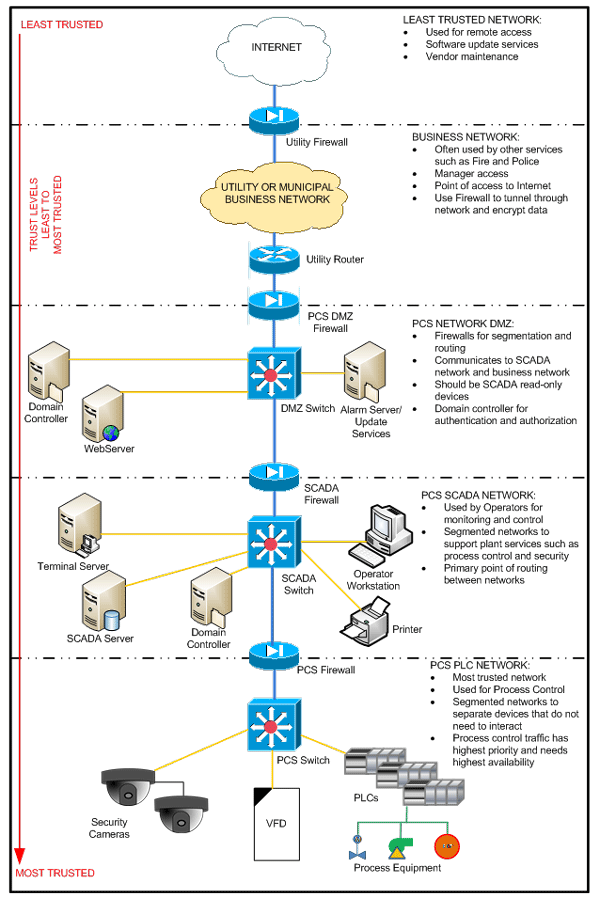 LEAST TRUSTED
LEAST TRUSTED NETWORK:
• Used for remote access
• Software update services
• Vendor maintenance
INTERNET
Utility Firewall
TRUST LEVELS
LEAST TO
MOST TRUSTED
BUSINESS NETWORK:
• Often used by other services
such as Fire and Police
• Manager access
• Point of access to Internet
• Use Firewall to tunnel through
network and encrypt data
UTILITY OR MUNICIPAL
BUSINESS NETWORK
Utility Router
PCS DMZ
Firewall
PCS NETWORK DMZ:
• Firewalls for segmentation and
routing
• Communicates to SCADA
network and business network
• Should be SCADA read-only
devices
• Domain controller for
authentication and authorization
Domain
Controller
WebServer
DMZ Switch
Alarm Server/
Update
Services
SCADA
Firewall
PCS SCADA NETWORK:
• Used by Operators for
monitoring and control
• Segmented networks to
support plant services such as
process control and security
• Primary point of routing
between networks
Terminal Server
SCADA
Switch
Operator
Workstation
SCADA Server
Domain
Controller
Printer
PCS Firewall
PCS PLC NETWORK:
• Most trusted network
• Used for Process Control
• Segmented networks to
separate devices that do not
need to interact
• Process control traffic has
highest priority and needs
highest availability
PCS Switch
Security
Cameras
VFD
PLCs
Process Equipment
MOST TRUSTED